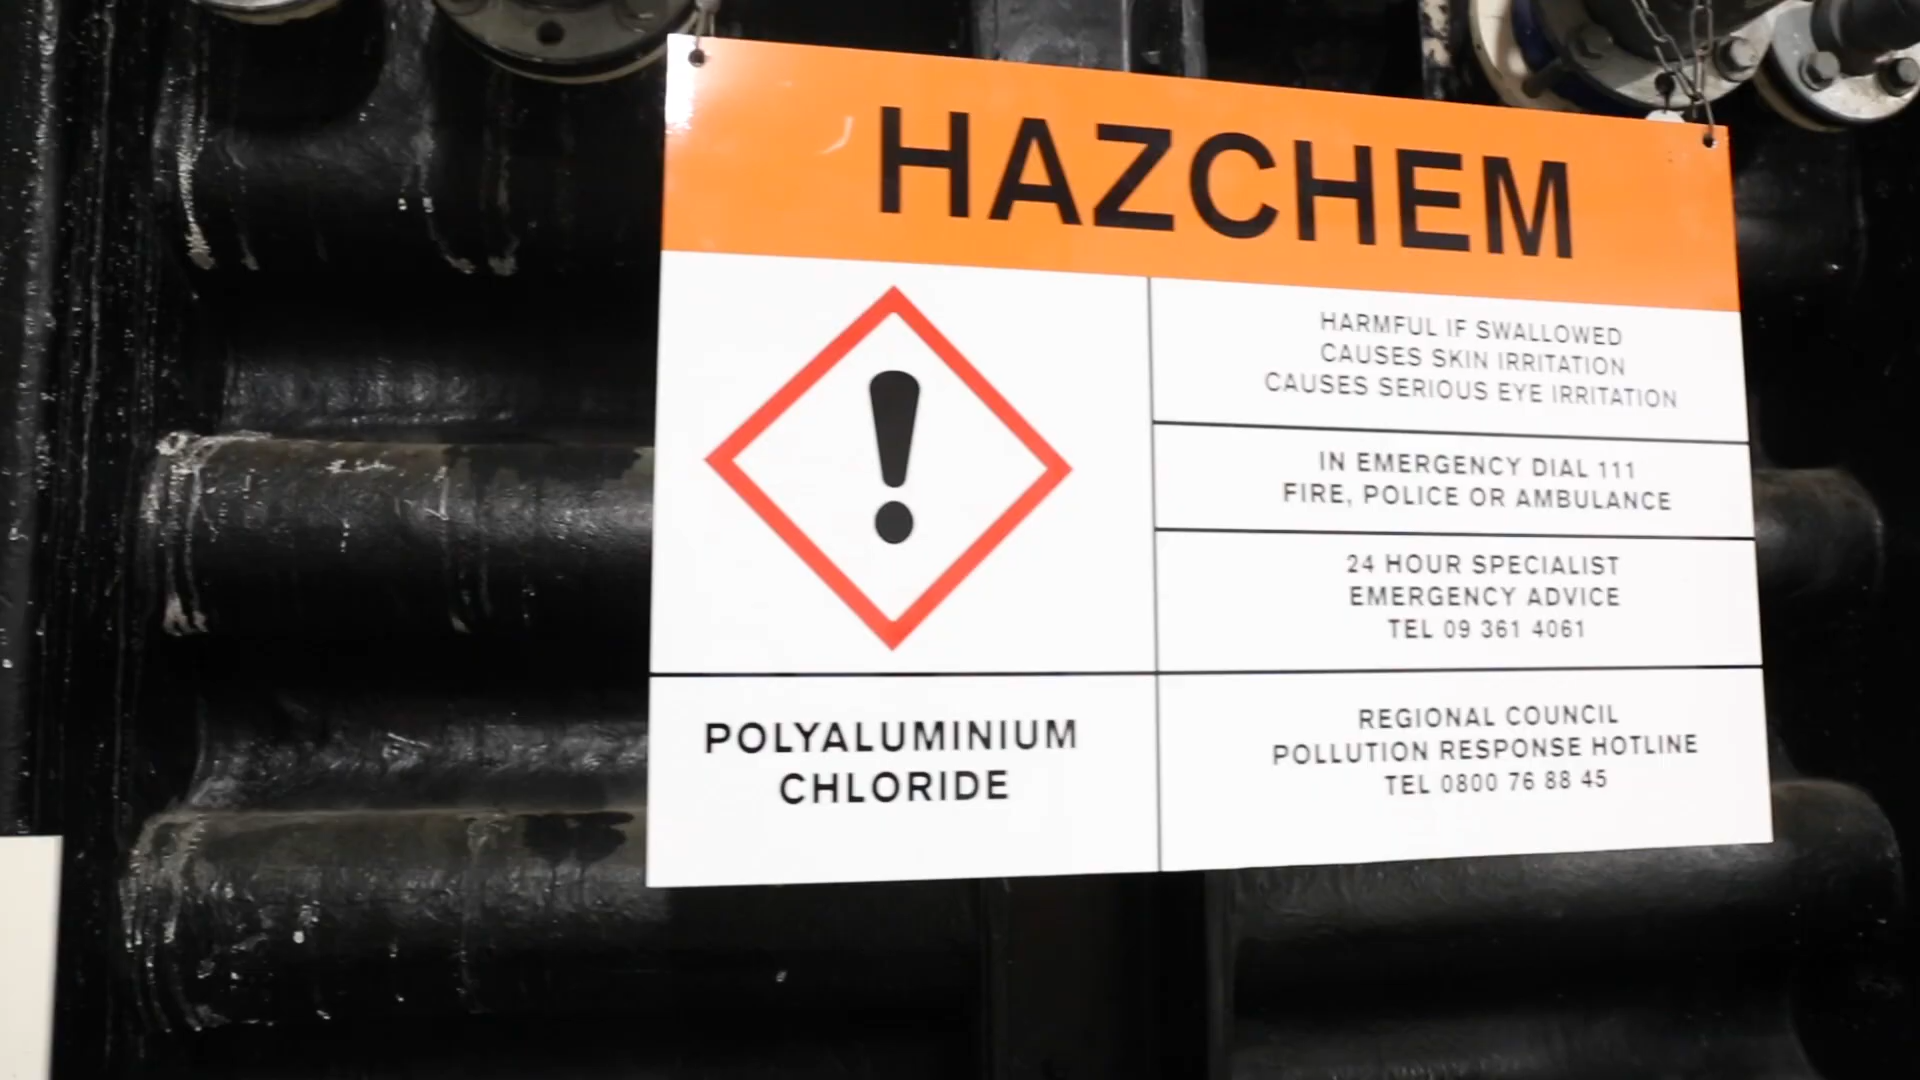 HAZCHEM
HARMFUL IF SWALLOWED
CAUSES SKIN IRRITATION
CAUSES SERIOUS EYE IRRITATION
IN EMERGENCY DIAL 111
FIRE, POLICE OR AMBULANCE
24 HOUR SPECIALIST
EMERGENCY ADVICE
TEL 09 361 4061
POLYALUMINIUM
CHLORIDE
REGIONAL COUNCIL
POLLUTION RESPONSE HOTLINE
TEL 0800 76 88 45